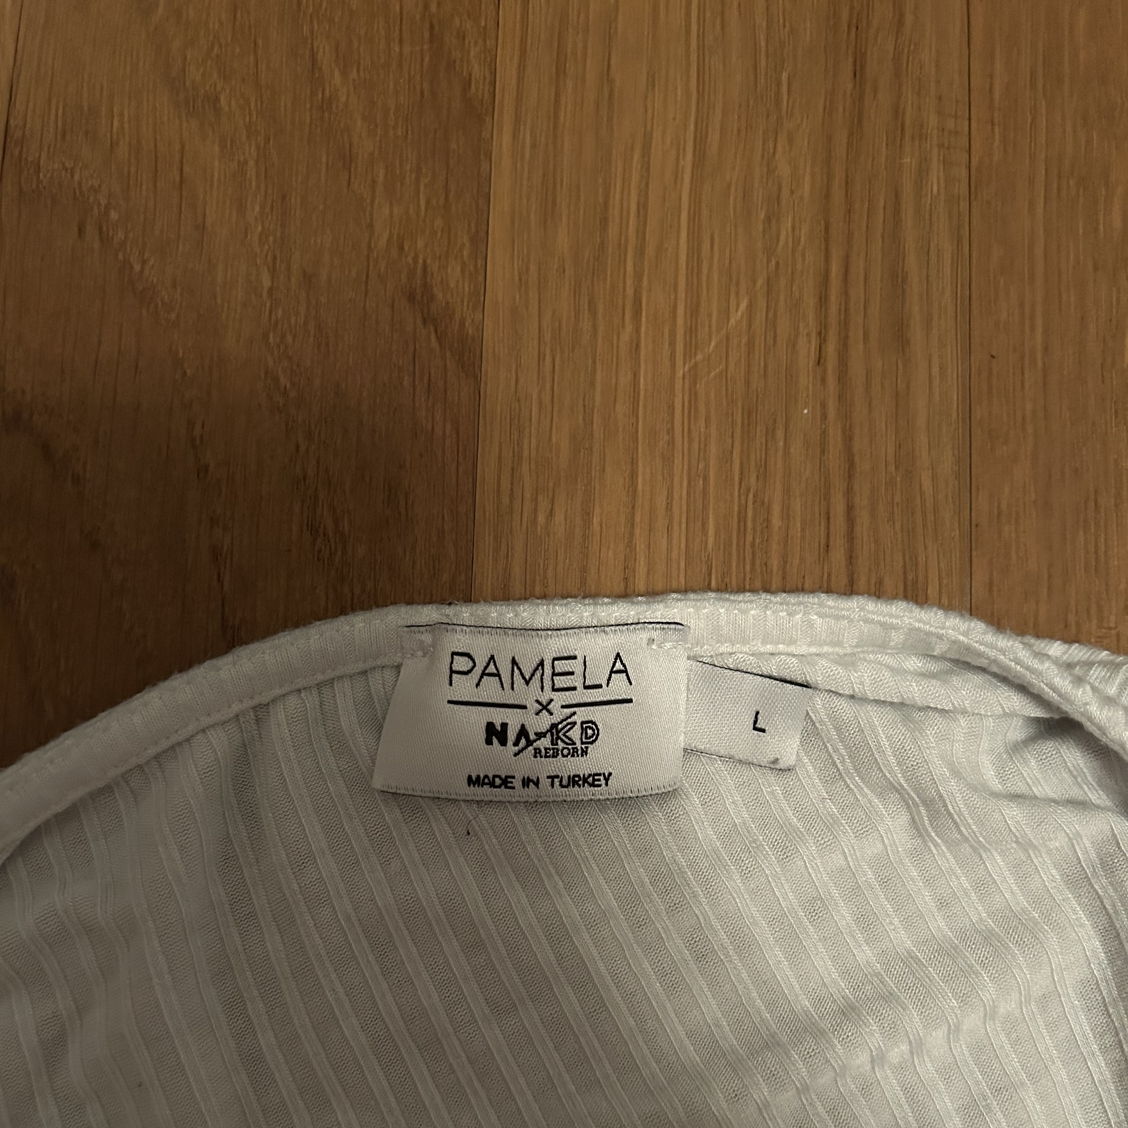 PAMELA
×
NA-KD
REBORN
MADE IN TURKEY
L